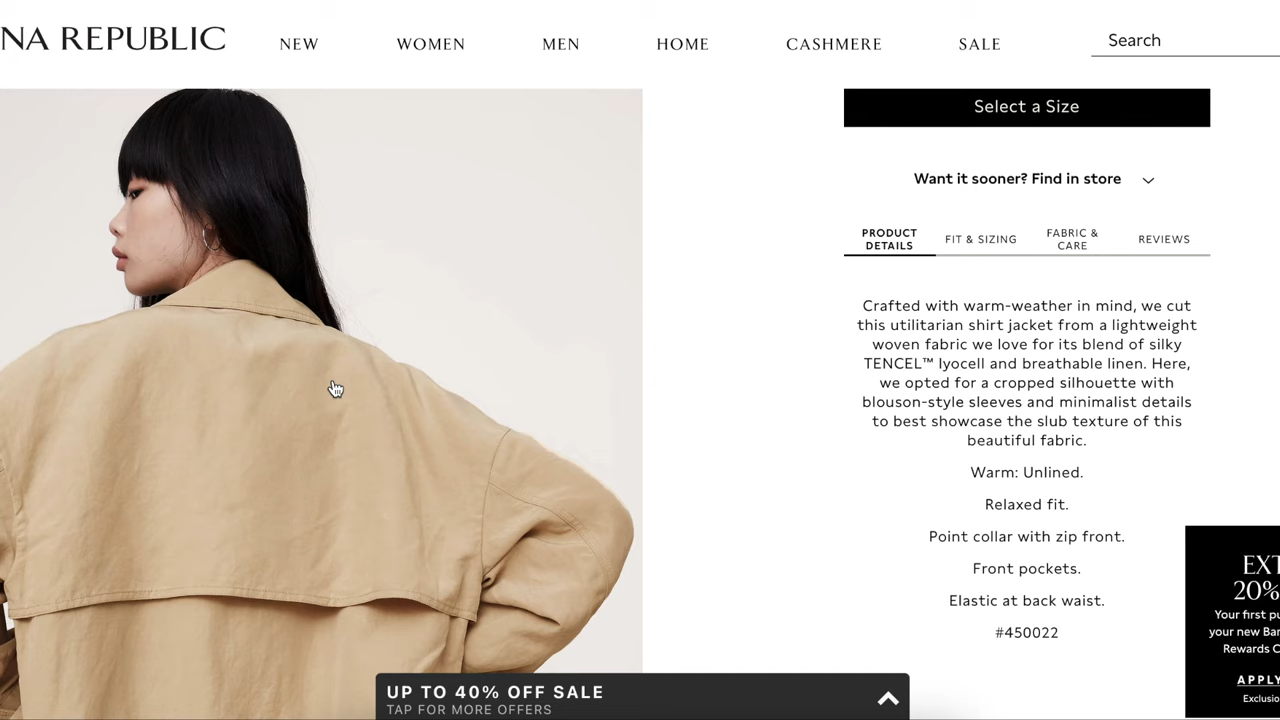 NA REPUBLIC
NEW WOMEN MEN HOME CASHMERE SALE
Search
Select a Size
Want it sooner? Find in store
PRODUCT DETAILS
FIT & SIZING
FABRIC & CARE
REVIEWS
Crafted with warm-weather in mind, we cut
this utilitarian shirt jacket from a lightweight
woven fabric we love for its blend of silky
TENCEL™ lyocell and breathable linen. Here,
we opted for a cropped silhouette with
blouson-style sleeves and minimalist details
to best showcase the slub texture of this
beautiful fabric.
Warm: Unlined.
Relaxed fit.
Point collar with zip front.
Front pockets.
Elastic at back waist.
#450022
EXT
20%
Your first pu
your new Bar
Rewards C
APPLY
Exclusio
UP TO 40% OFF SALE
TAP FOR MORE OFFERS